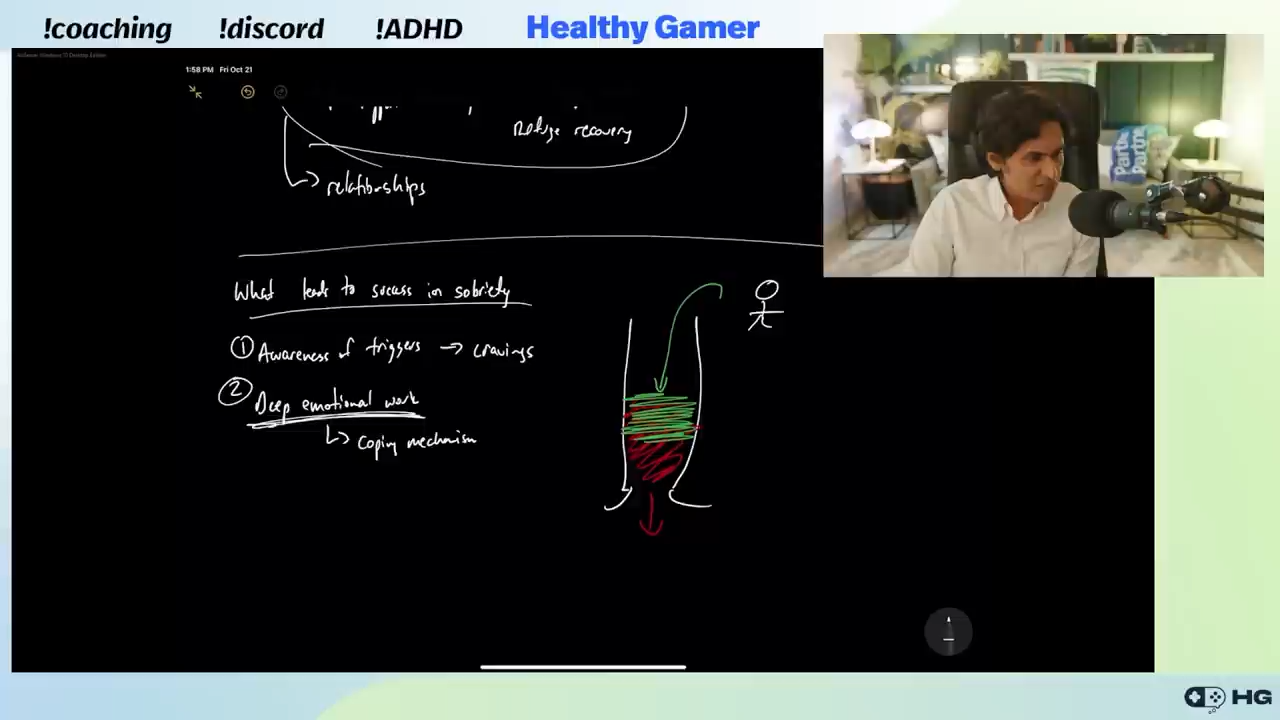 !coaching !discord !ADHD Healthy Gamer
1:58 PM Fri Oct 21
Refuge recovery
relationships
What leads to success in sobriety
① Awareness of triggers → cravings
② Deep emotional work
↳ Coping mechanism
HG